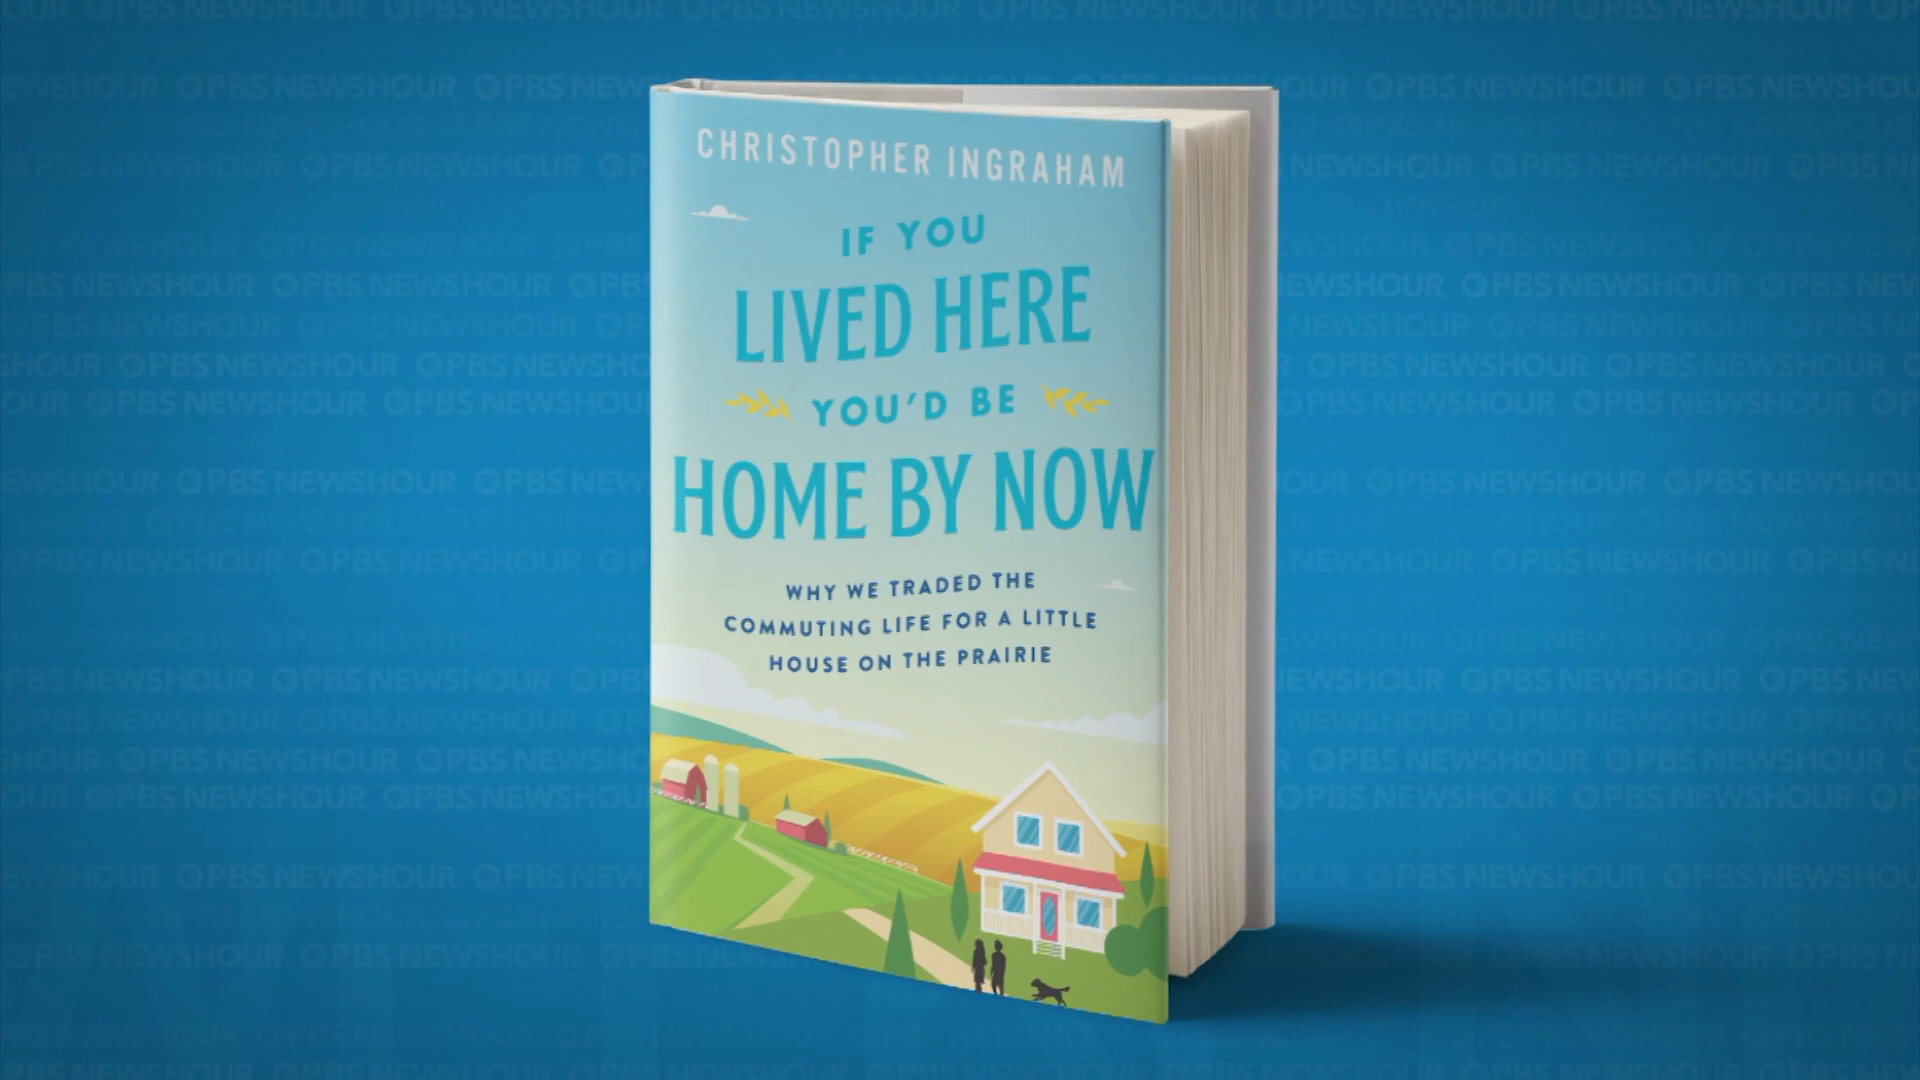 CHRISTOPHER INGRAHAM
IF YOU
LIVED HERE
YOU'D BE
HOME BY NOW
WHY WE TRADED THE
COMMUTING LIFE FOR A LITTLE
HOUSE ON THE PRAIRIE
PBS NEWSHOUR